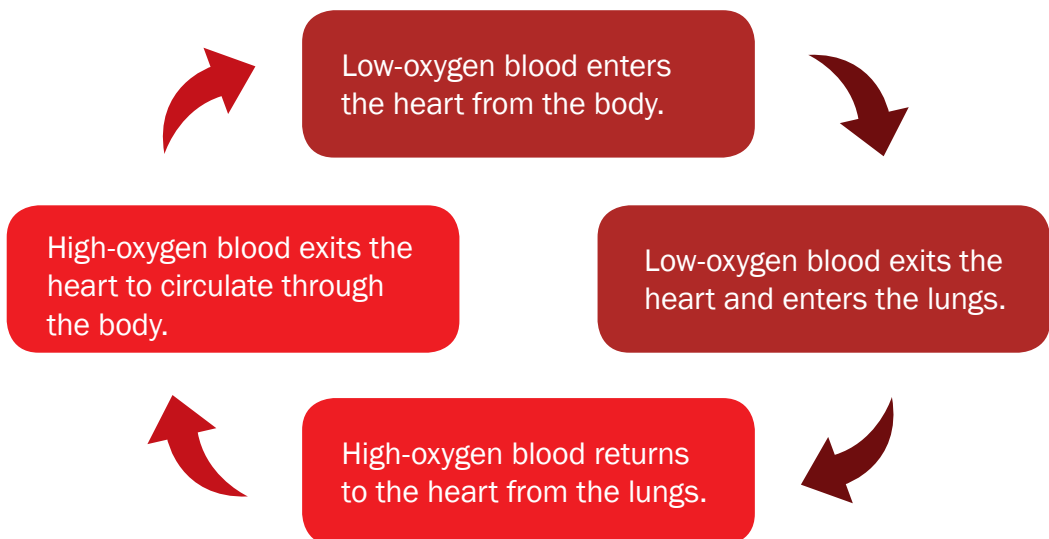 Low-oxygen blood enters
the heart from the body.
Low-oxygen blood exits the
heart and enters the lungs.
High-oxygen blood returns
to the heart from the lungs.
High-oxygen blood exits the
heart to circulate through
the body.